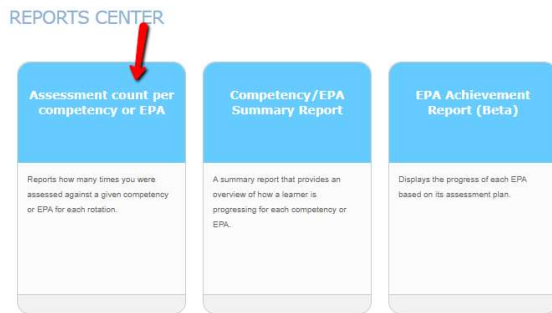 REPORTS CENTER
Assessment count per
competency or EPA
Reports how many times you were
assessed against a given competency
or EPA for each rotation.
Competency/EPA
Summary Report
A summary report that provides an
overview of how a learner is
progressing for each competency or
EPA.
EPA Achievement
Report (Beta)
Displays the progress of each EPA
based on its assessment plan.